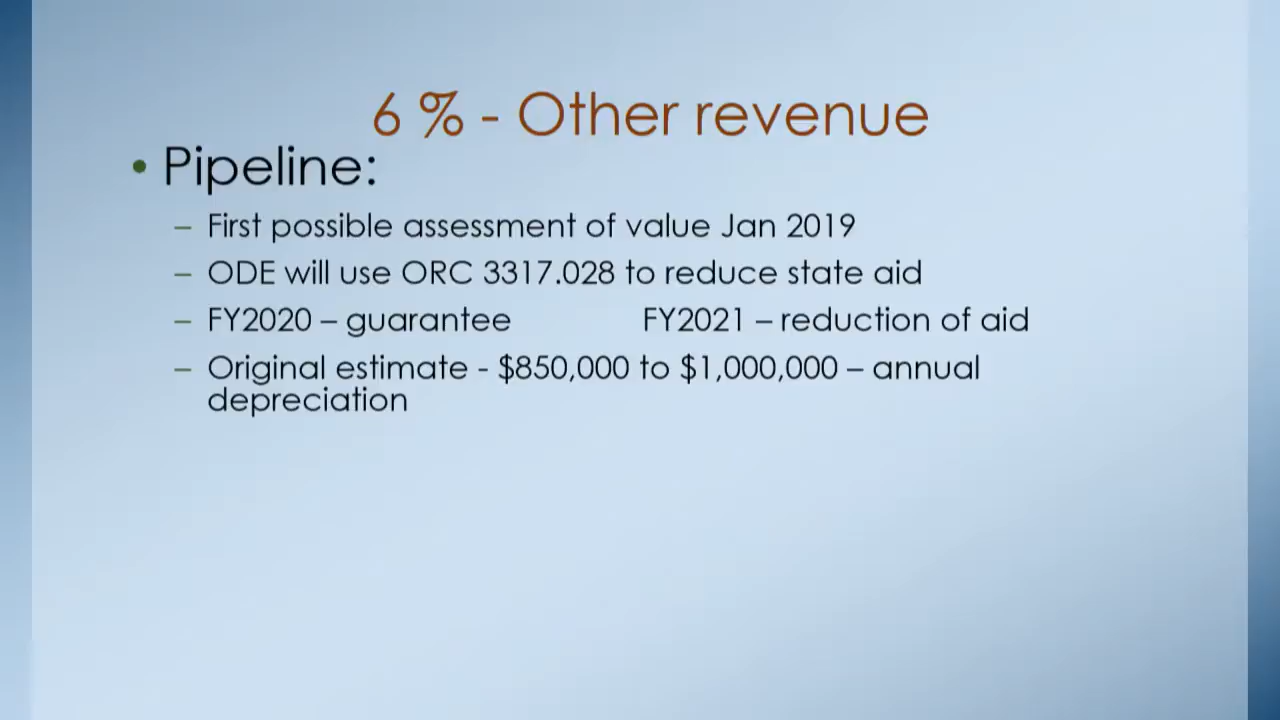 6 % - Other revenue
• Pipeline:
– First possible assessment of value Jan 2019
– ODE will use ORC 3317.028 to reduce state aid
– FY2020 – guarantee FY2021 – reduction of aid
– Original estimate - $850,000 to $1,000,000 – annual
depreciation